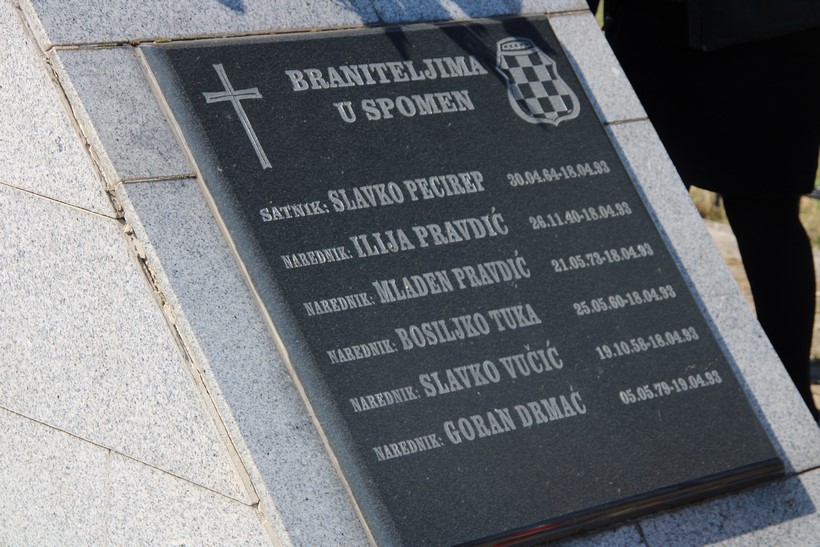 BRANITELJIMA
U SPOMEN
SATNIK: SLAVKO PECIREP 30.04.64-18.04.93
NAREDNIK: ILIJA PRAVDIĆ 26.11.40-18.04.93
NAREDNIK: MLADEN PRAVDIĆ 21.05.73-18.04.93
NAREDNIK: BOSILJKO TUKA 25.05.60-18.04.93
NAREDNIK: SLAVKO VUČIĆ 19.10.58-18.04.93
NAREDNIK: GORAN DRMAĆ 05.05.79-19.04.93